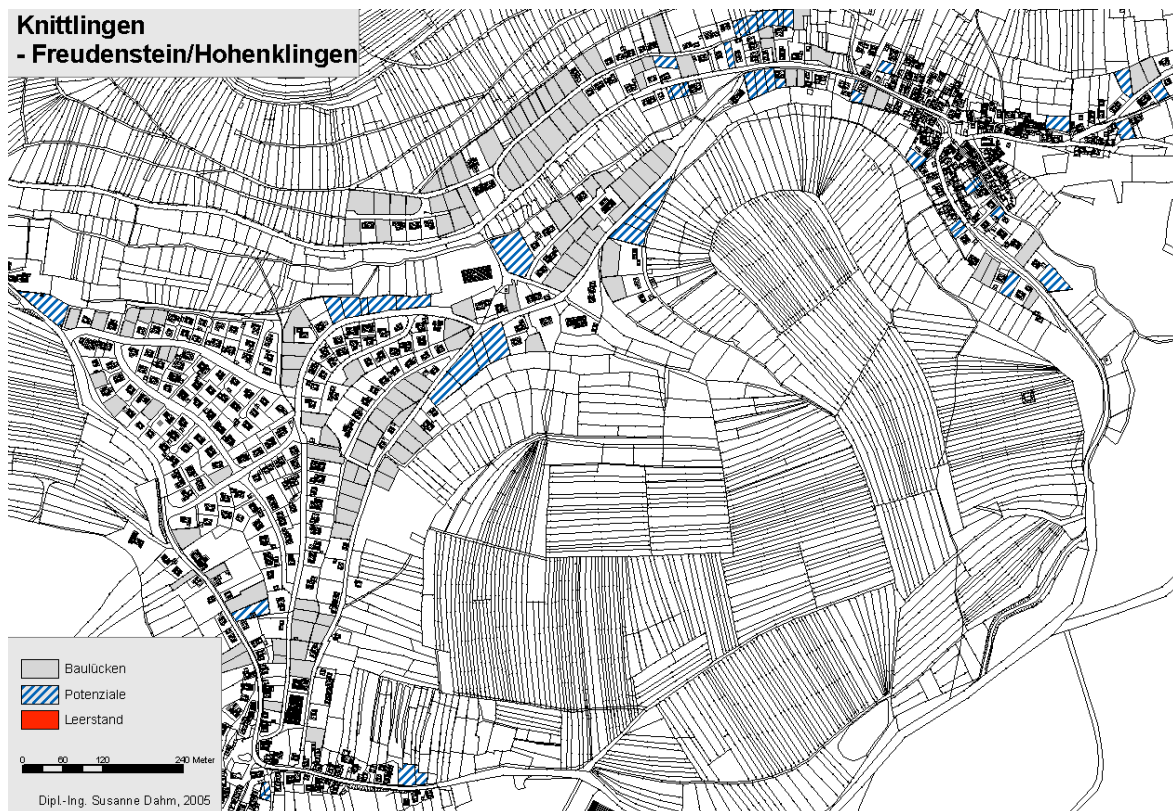 Knittlingen
- Freudenstein/Hohenklingen
Baulücken
Potenziale
Leerstand
0 60 120 240 Meter
Dipl.-Ing. Susanne Dahm, 2005